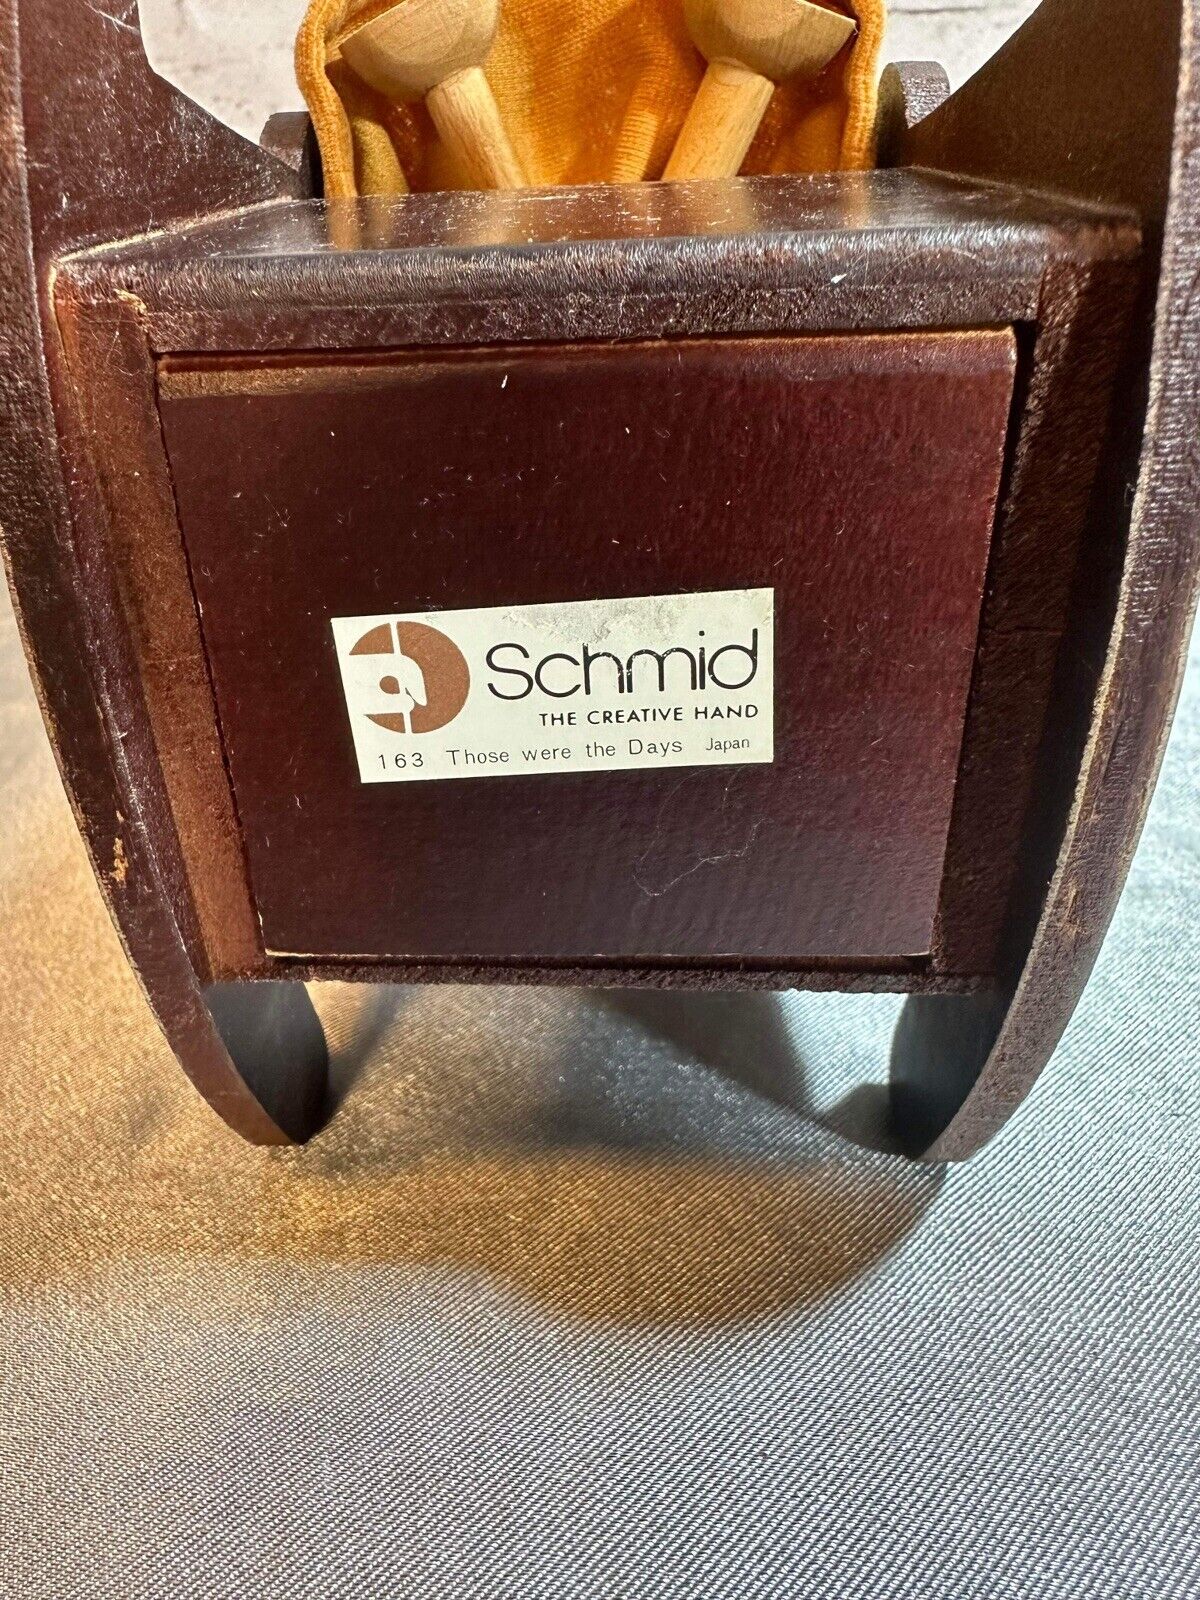 Schmid
THE CREATIVE HAND
163 Those were the Days Japan